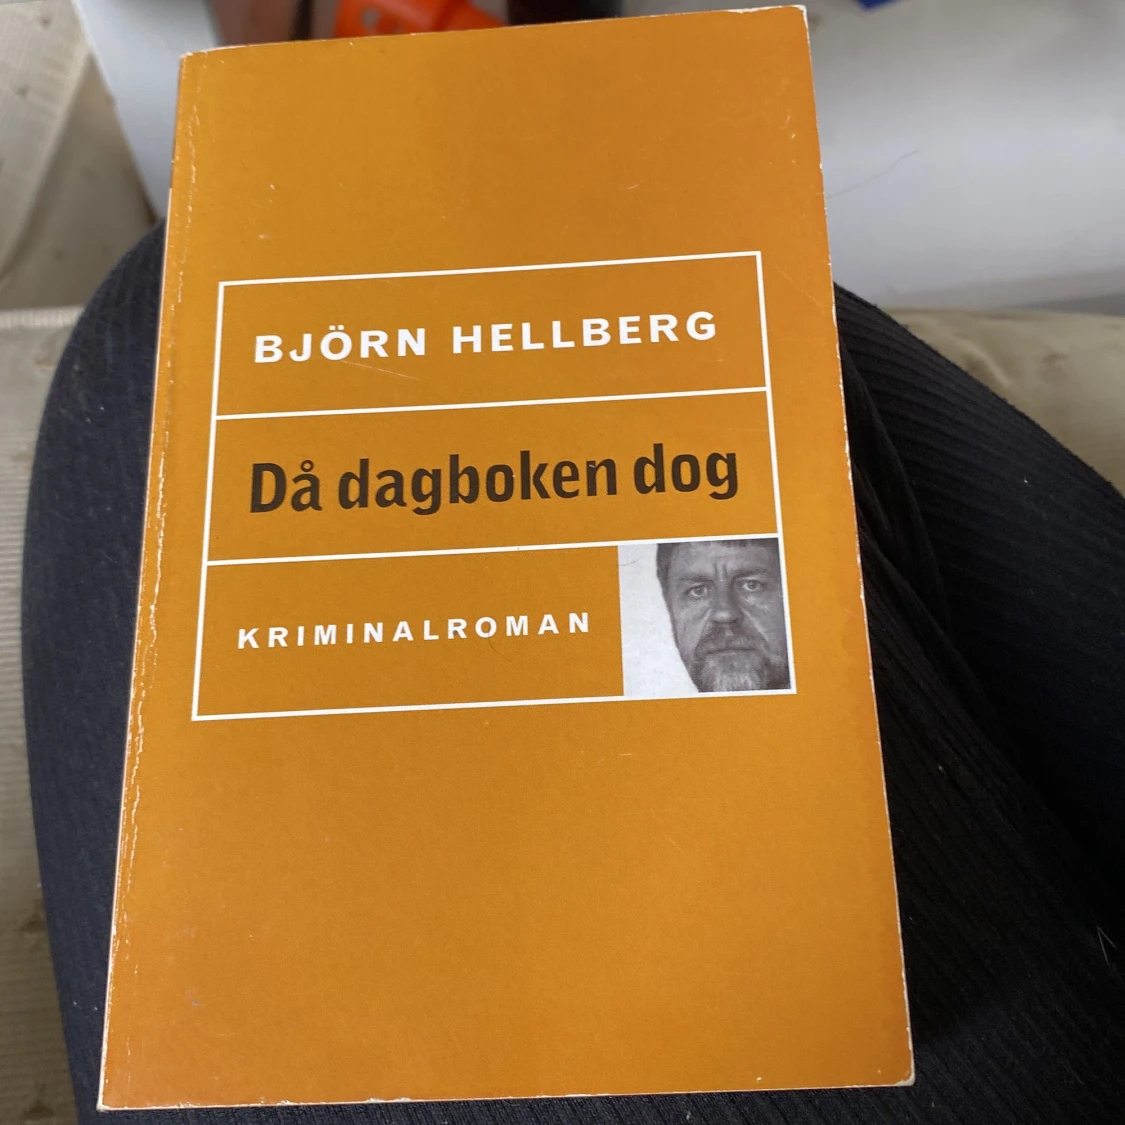 BJÖRN HELLBERG
Då dagboken dog
KRIMINALROMAN